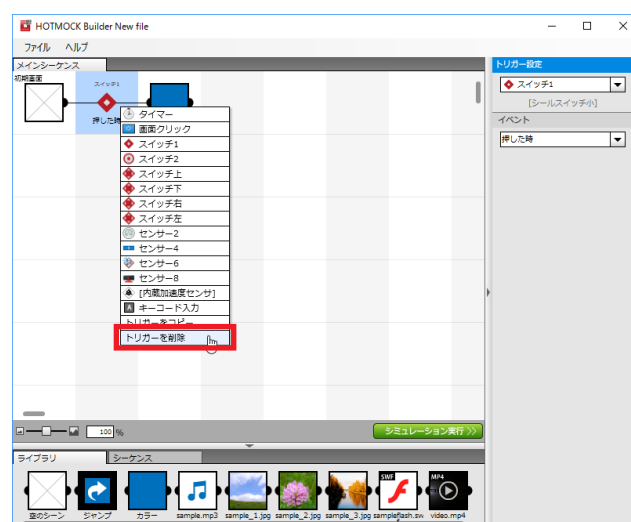 HOTMOCK Builder New file
ファイル ヘルプ
メインシーケンス
初期画面
スイッチ1
押した時
タイマー
画面クリック
スイッチ1
スイッチ2
スイッチ上
スイッチ下
スイッチ右
スイッチ左
センサー2
センサー4
センサー6
センサー8
[内蔵加速度センサ]
キーコード入力
トリガーをコピー
トリガーを削除
トリガー設定
スイッチ1
[シールスイッチ小]
イベント
押した時
100 %
シミュレーション実行 >>
ライブラリ シーケンス
SWF MP4
空のシーン ジャンプ カラー sample.mp3 sample_1.jpg sample_2.jpg sample_3.jpg sampleflash.sw video.mp4